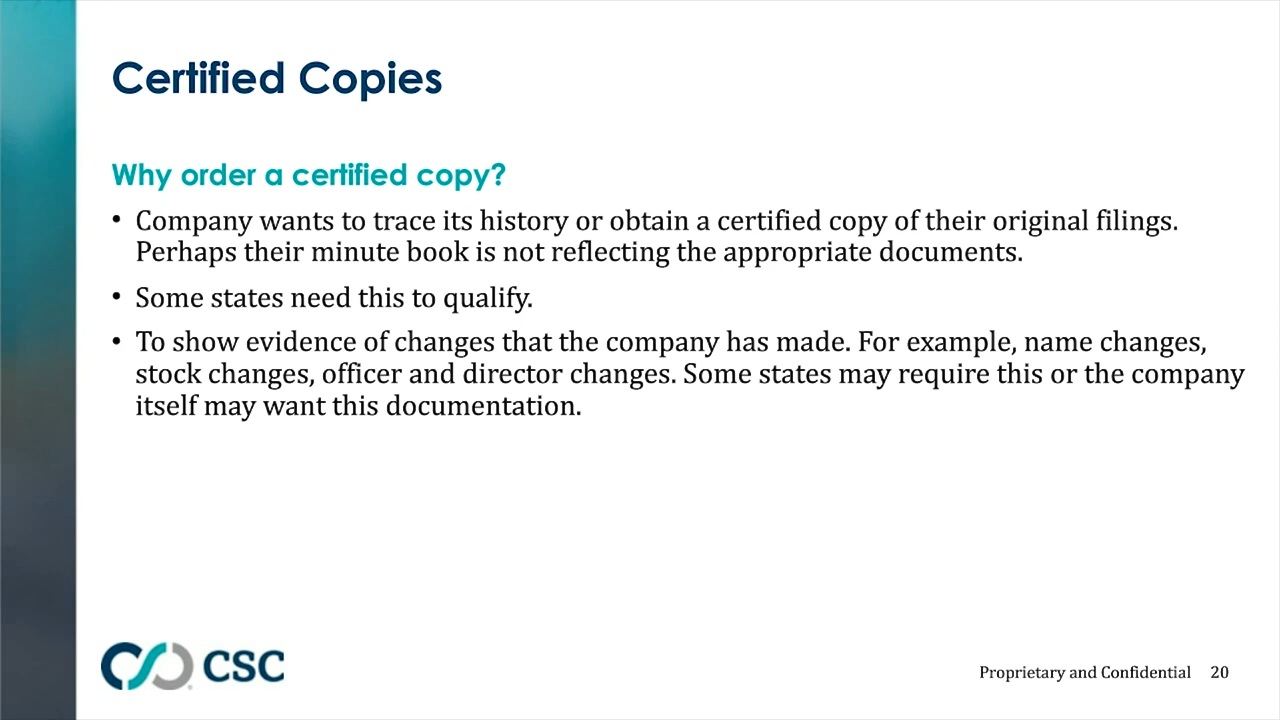 Certified Copies
Why order a certified copy?
• Company wants to trace its history or obtain a certified copy of their original filings.
Perhaps their minute book is not reflecting the appropriate documents.
• Some states need this to qualify.
• To show evidence of changes that the company has made. For example, name changes,
stock changes, officer and director changes. Some states may require this or the company
itself may want this documentation.
CSC
Proprietary and Confidential 20